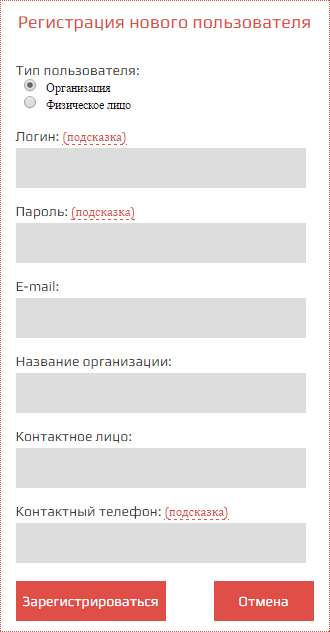 Регистрация нового пользователя
Тип пользователя:
Организация
Физическое лицо
Логин: (подсказка)
Пароль: (подсказка)
E-mail:
Название организации:
Контактное лицо:
Контактный телефон: (подсказка)
Зарегистрироваться Отмена